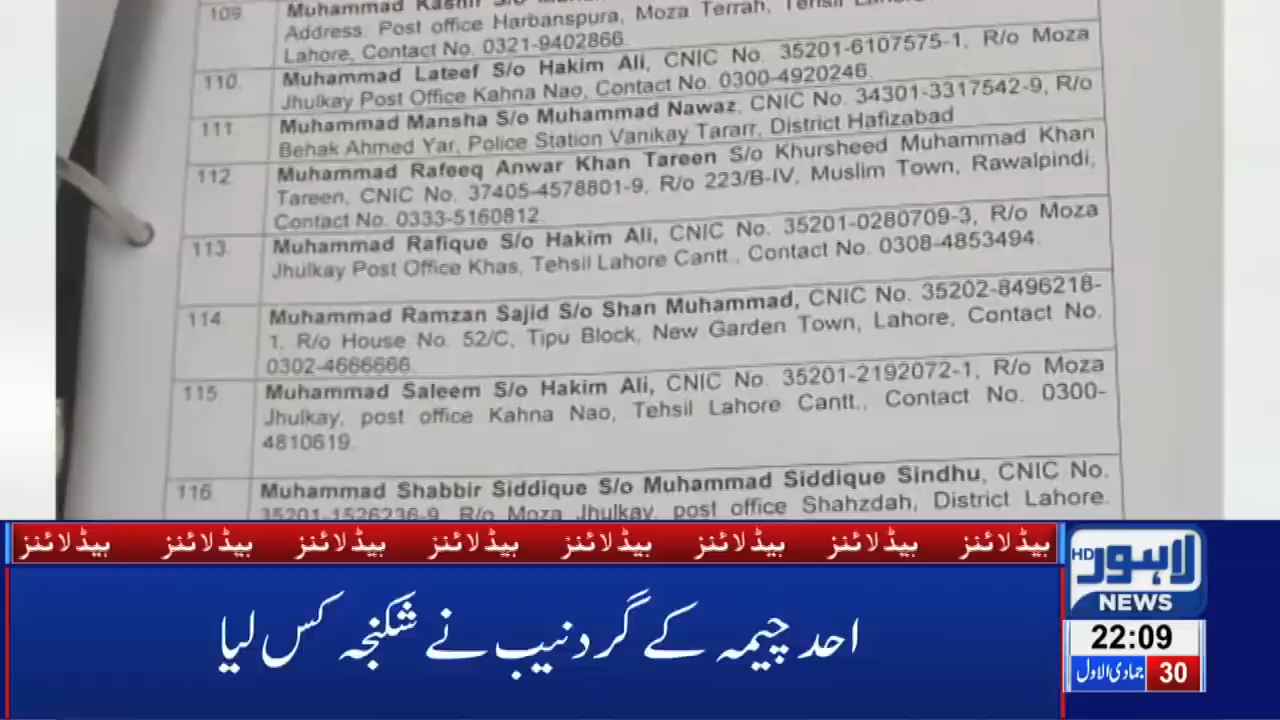 109.
Muhammad Kashif S/o
Address: Post office Harbanspura, Moza Terrah, Tehsil
Lahore, Contact No. 0321-9402866.
110.
Muhammad Lateef S/o Hakim Ali, CNIC No. 35201-6107575-1, R/o Moza
Jhulkay Post Office Kahna Nao, Contact No. 0300-4920246.
111.
Muhammad Mansha S/o Muhammad Nawaz, CNIC No. 34301-3317542-9, R/o
Behak Ahmed Yar, Police Station Vanikay Tararr, District Hafizabad
112.
Muhammad Rafeeq Anwar Khan Tareen S/o Khursheed Muhammad Khan
Tareen, CNIC No. 37405-4578801-9, R/o 223/B-IV, Muslim Town, Rawalpindi,
Contact No. 0333-5160812.
113.
Muhammad Rafique S/o Hakim Ali, CNIC No. 35201-0280709-3, R/o Moza
Jhulkay Post Office Khas, Tehsil Lahore Cantt., Contact No. 0308-4853494.
114.
Muhammad Ramzan Sajid S/o Shan Muhammad, CNIC No. 35202-8496218-
1, R/o House No. 52/C, Tipu Block, New Garden Town, Lahore, Contact No.
0302-4666666.
115.
Muhammad Saleem S/o Hakim Ali, CNIC No. 35201-2192072-1, R/o Moza
Jhulkay, post office Kahna Nao, Tehsil Lahore Cantt., Contact No. 0300-
4810619.
116.
Muhammad Shabbir Siddique S/o Muhammad Siddique Sindhu, CNIC No.
35201-1526236-9, R/o Moza Jhulkay, post office Shahzdah, District Lahore.
ہیڈلائنز ہیڈلائنز ہیڈلائنز ہیڈلائنز ہیڈلائنز ہیڈلائنز ہیڈلائنز ہیڈلائنز
احد چیمہ کے گرد نیب نے شکنجہ کس لیا
لاہور HD
NEWS
22:09
30 جمادی الاول